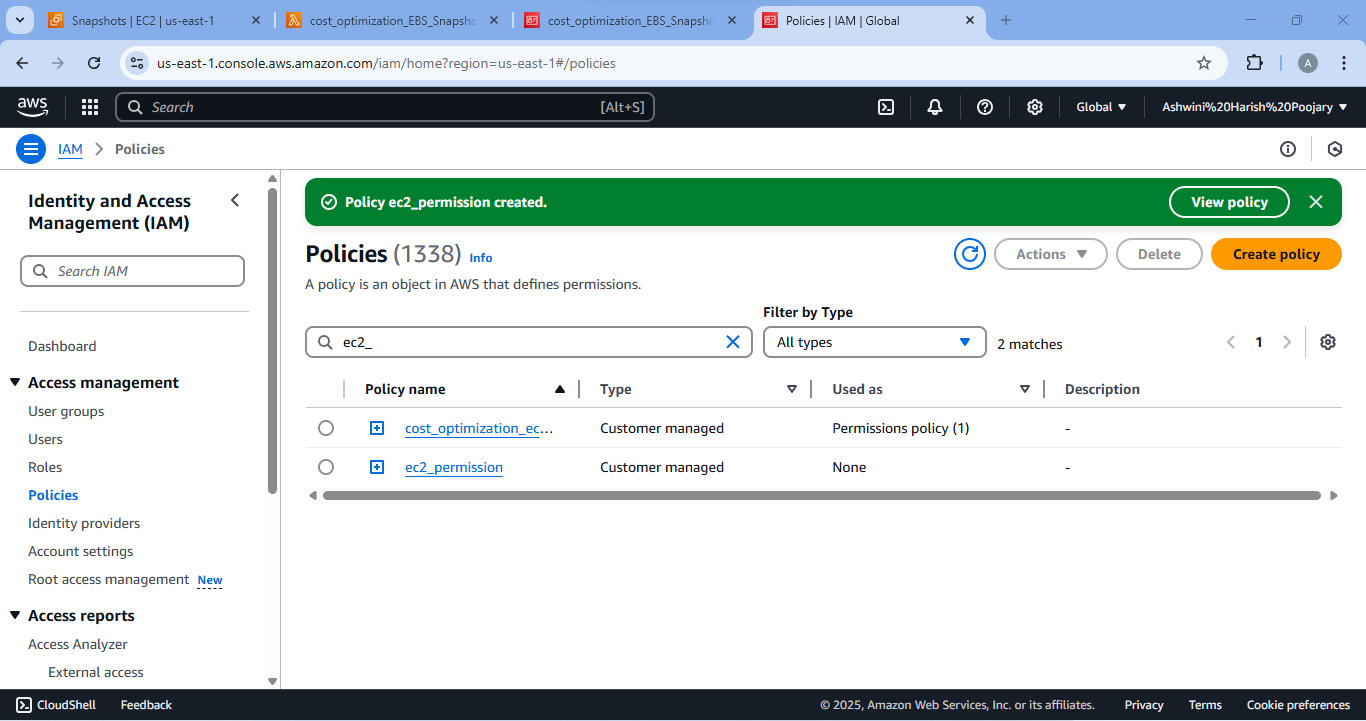 Snapshots | EC2 | us-east-1
cost_optimization_EBS_Snapsho
cost_optimization_EBS_Snapsho
Policies | IAM | Global
us-east-1.console.aws.amazon.com/iam/home?region=us-east-1#/policies
A
aws
Search
[Alt+S]
Global
Ashwini%20Harish%20Poojary
IAM
Policies
Identity and Access
Management (IAM)
Search IAM
Dashboard
Access management
User groups
Users
Roles
Policies
Identity providers
Account settings
Root access management New
Access reports
Access Analyzer
External access
Policy ec2_permission created.
View policy
Policies (1338) Info
Actions
Delete
Create policy
A policy is an object in AWS that defines permissions.
Filter by Type
ec2_
All types
2 matches
1
Policy name
Type
Used as
Description
cost_optimization_ec...
Customer managed
Permissions policy (1)
-
ec2_permission
Customer managed
None
-
CloudShell
Feedback
© 2025, Amazon Web Services, Inc. or its affiliates.
Privacy
Terms
Cookie preferences